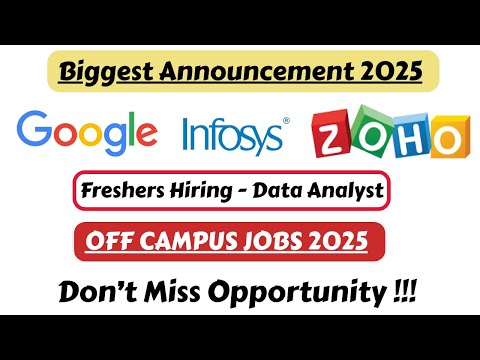 Biggest Announcement 2025
Google Infosys® ZOHO
Freshers Hiring - Data Analyst
OFF CAMPUS JOBS 2025
Don't Miss Opportunity !!!